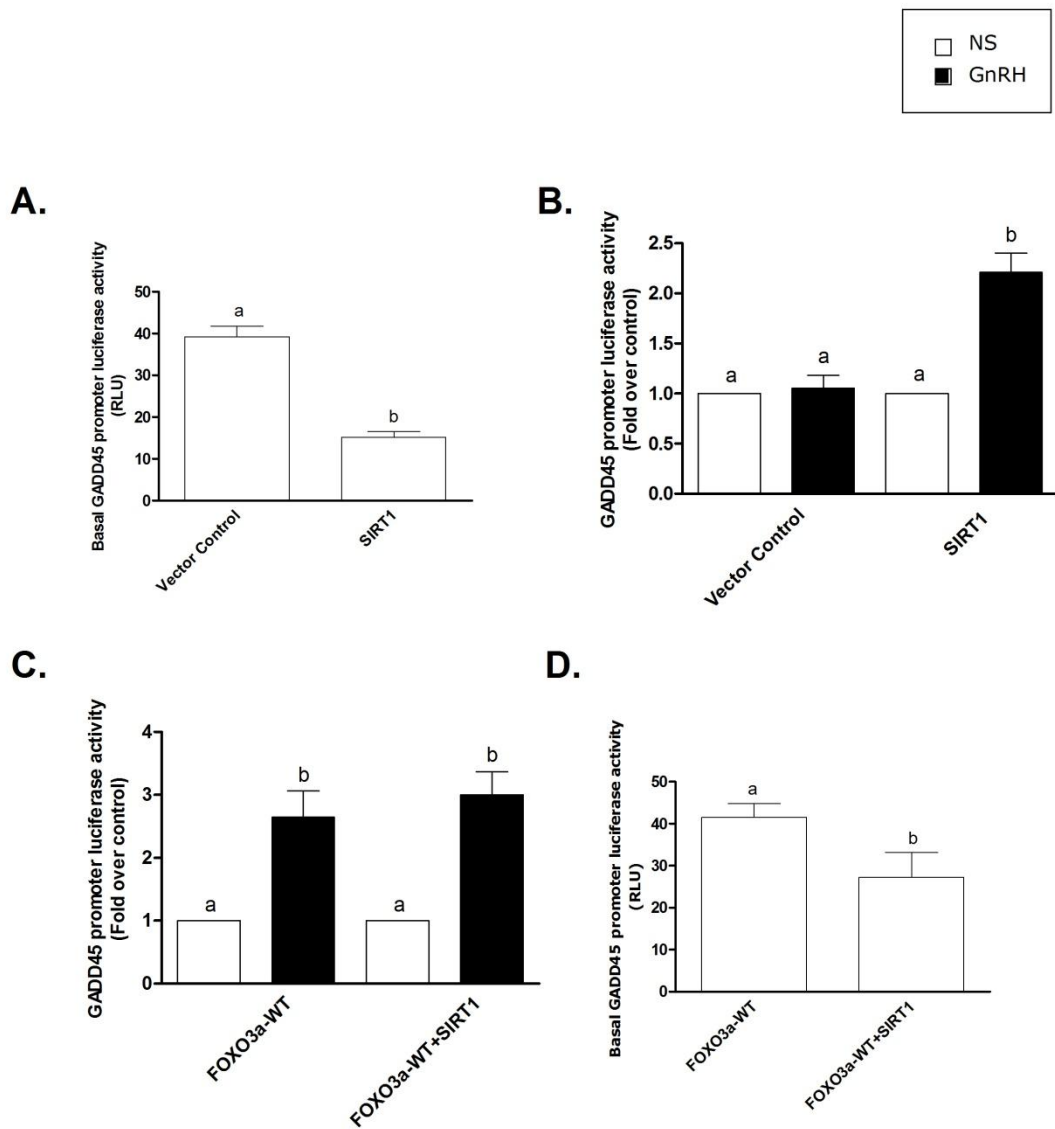 NS
GnRH
A.
Basal GADD45 promoter luciferase activity
(RLU)
50
40
30
20
10
0
a
b
Vector Control
SIRT1
B.
GADD45 promoter luciferase activity
(Fold over control)
2.5
2.0
1.5
1.0
0.5
0.0
a
a
a
b
Vector Control
SIRT1
C.
GADD45 promoter luciferase activity
(Fold over control)
4
3
2
1
0
a
b
a
b
FOXO3a-WT
FOXO3a-WT+SIRT1
D.
Basal GADD45 promoter luciferase activity
(RLU)
50
40
30
20
10
0
a
b
FOXO3a-WT
FOXO3a-WT+SIRT1